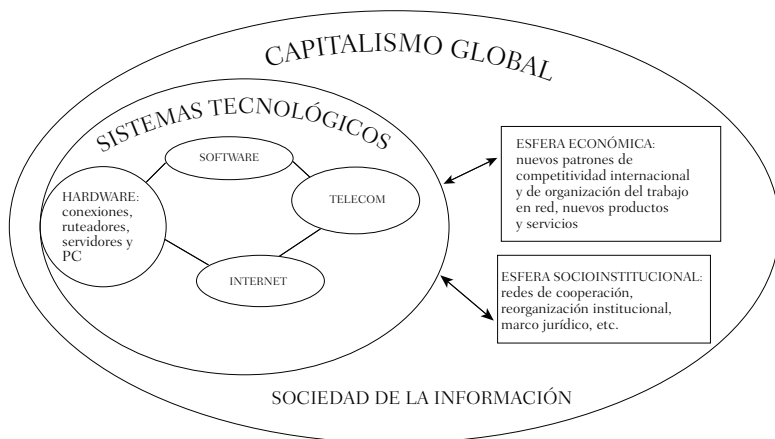 CAPITALISMO GLOBAL
SISTEMAS TECNOLÓGICOS
SOFTWARE
HARDWARE:
conexiones,
ruteadores,
servidores y
PC
TELECOM
INTERNET
ESFERA ECONÓMICA:
nuevos patrones de
competitividad internacional
y de organización del trabajo
en red, nuevos productos
y servicios
ESFERA SOCIOINSTITUCIONAL:
redes de cooperación,
reorganización institucional,
marco jurídico, etc.
SOCIEDAD DE LA INFORMACIÓN